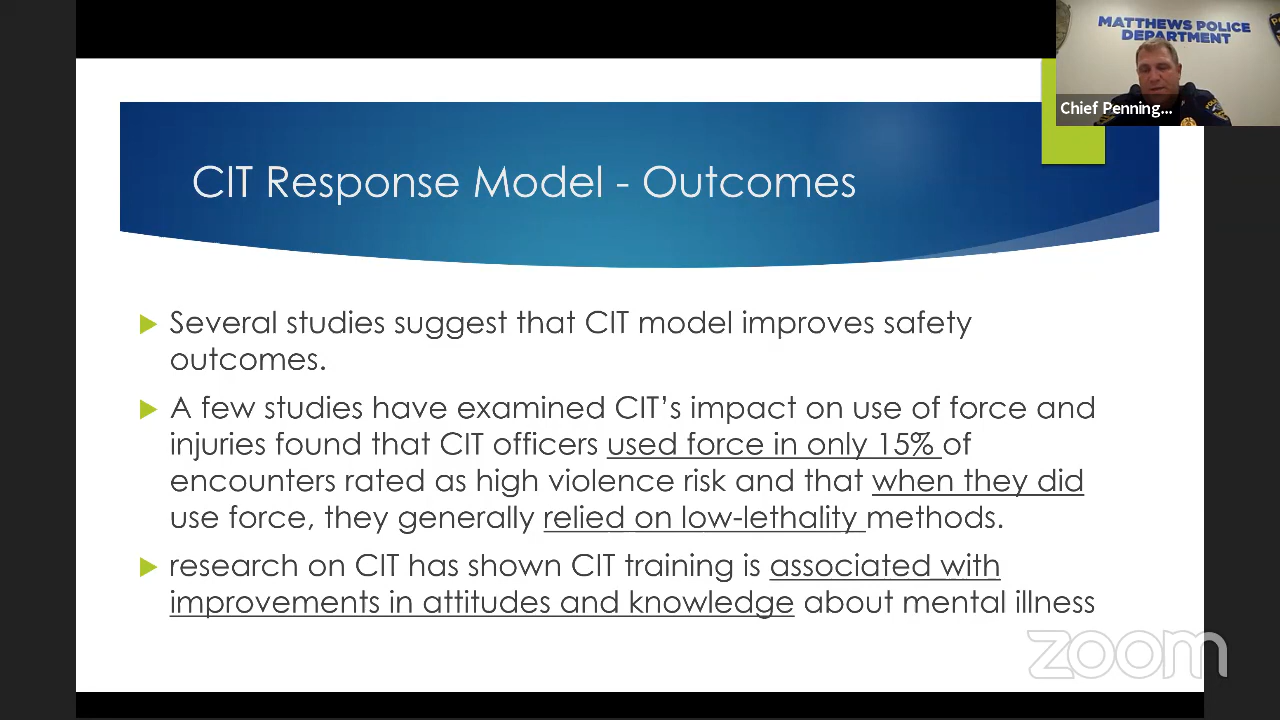 MATTHEWS POLICE
DEPARTMENT
Chief Penning...
CIT Response Model - Outcomes
Several studies suggest that CIT model improves safety
outcomes.
A few studies have examined CIT’s impact on use of force and
injuries found that CIT officers used force in only 15% of
encounters rated as high violence risk and that when they did
use force, they generally relied on low-lethality methods.
research on CIT has shown CIT training is associated with
improvements in attitudes and knowledge about mental illness
zoom